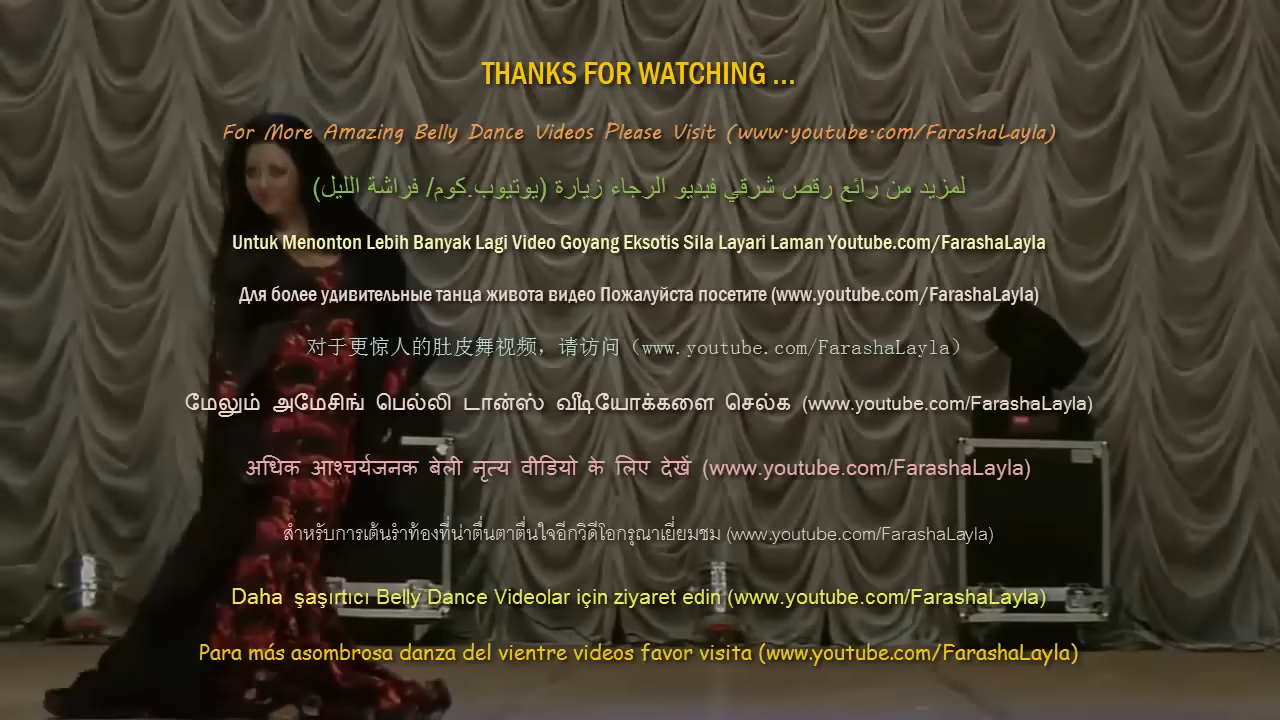 THANKS FOR WATCHING ...
For More Amazing Belly Dance Videos Please Visit (www.youtube.com/FarashaLayla)
لمزيد من رائع رقص شرقي فيديو الرجاء زيارة (يوتيوب.كوم/ فراشة الليل)
Untuk Menonton Lebih Banyak Lagi Video Goyang Eksotis Sila Layari Laman Youtube.com/FarashaLayla
Для более удивительные танца живота видео Пожалуйста посетите (www.youtube.com/FarashaLayla)
对于更惊人的肚皮舞视频，请访问（www.youtube.com/FarashaLayla）
மேலும் அமேசிங் பெல்லி டான்ஸ் வீடியோக்களை செல்க (www.youtube.com/FarashaLayla)
अधिक आश्चर्यजनक बेली नृत्य वीडियो के लिए देखें (www.youtube.com/FarashaLayla)
สำหรับการเต้นรำท้องที่น่าตื่นตาตื่นใจอีกวิดีโอกรุณาเยี่ยมชม (www.youtube.com/FarashaLayla)
Daha şaşırtıcı Belly Dance Videolar için ziyaret edin (www.youtube.com/FarashaLayla)
Para más asombrosa danza del vientre videos favor visita (www.youtube.com/FarashaLayla)